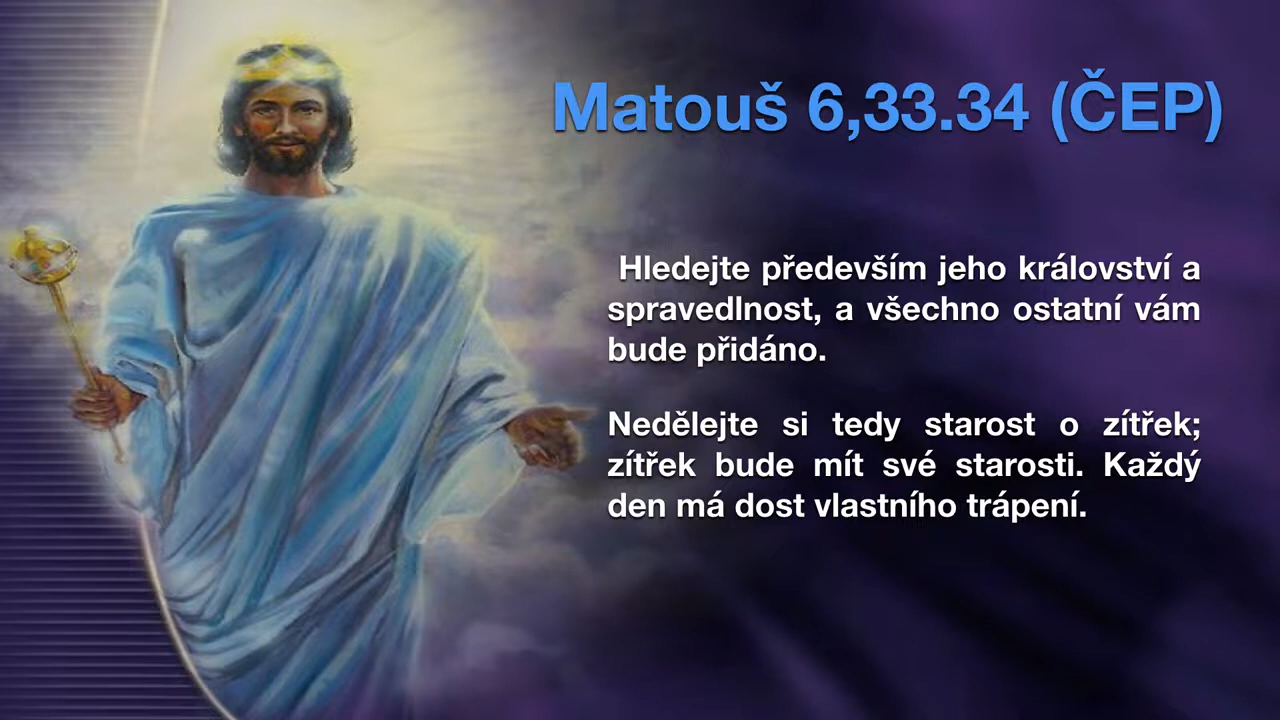 Matouš 6,33.34 (ČEP)
Hledejte především jeho království a
spravedlnost, a všechno ostatní vám
bude přidáno.
Nedělejte si tedy starost o zítřek;
zítřek bude mít své starosti. Každý
den má dost vlastního trápení.